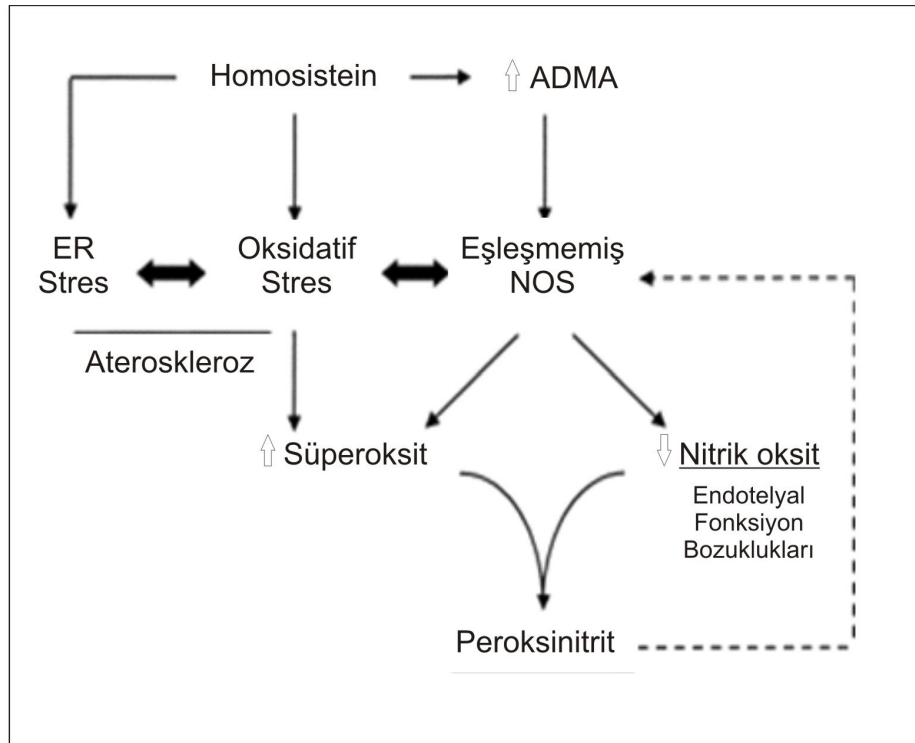 Homosistein
⇧ ADMA
ER
Stres
Oksidatif
Stres
Eşleşmemiş
NOS
Ateroskleroz
⇧ Süperoksit
⇩ Nitrik oksit
Endotelyal
Fonksiyon
Bozuklukları
Peroksinitrit